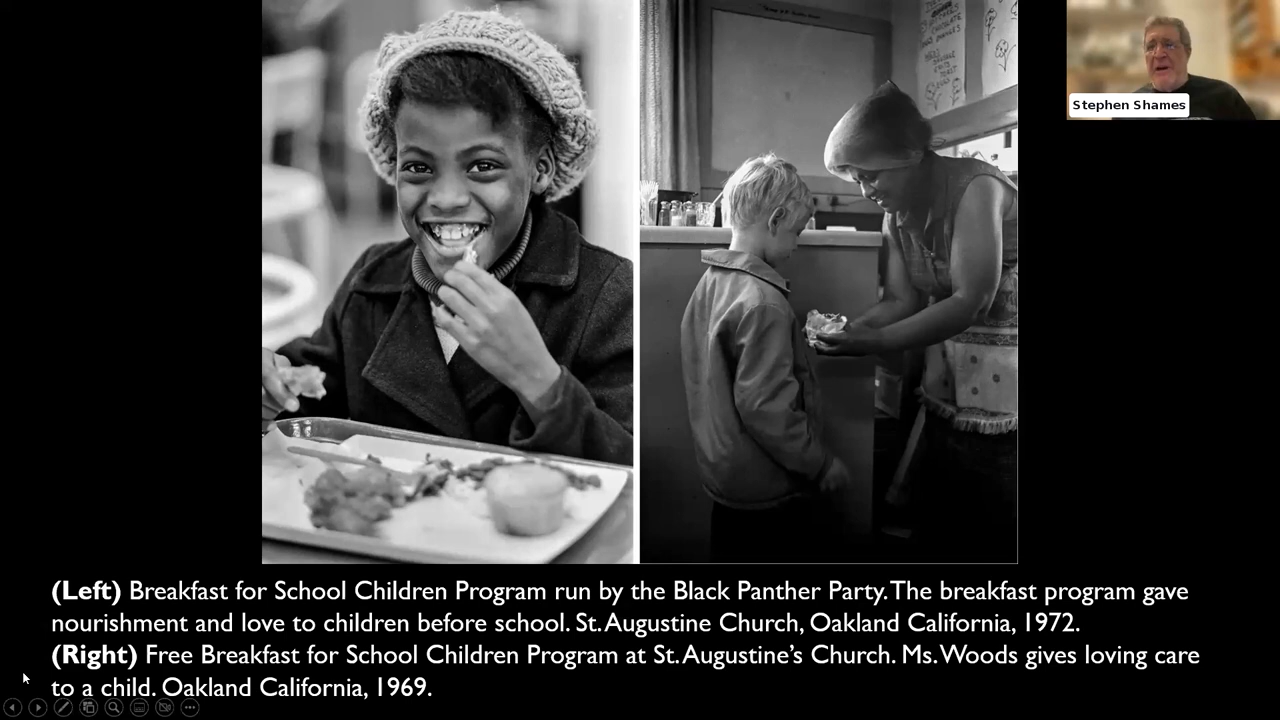 Stephen Shames
CHOCOLATE
TOAST
(Left) Breakfast for School Children Program run by the Black Panther Party. The breakfast program gave
nourishment and love to children before school. St. Augustine Church, Oakland California, 1972.
(Right) Free Breakfast for School Children Program at St. Augustine’s Church. Ms. Woods gives loving care
to a child. Oakland California, 1969.